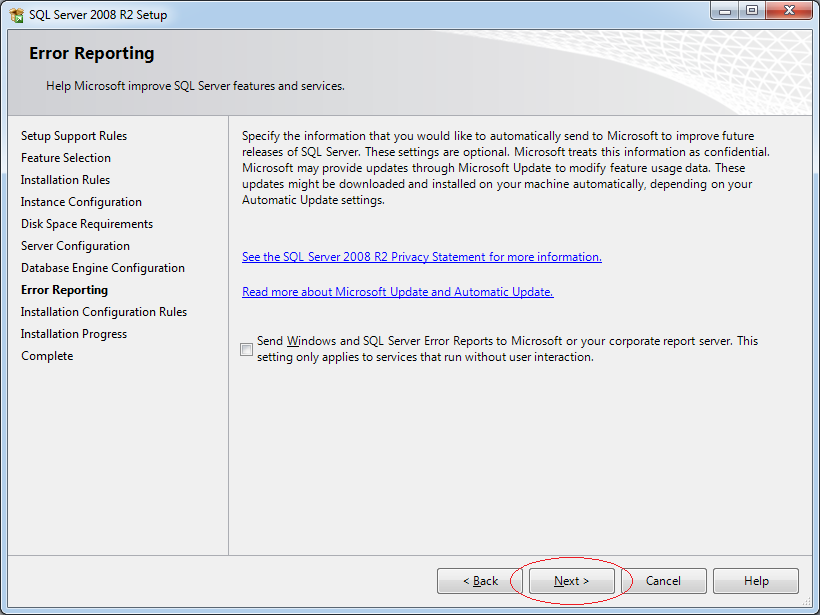 SQL Server 2008 R2 Setup
Error Reporting
Help Microsoft improve SQL Server features and services.
Setup Support Rules
Feature Selection
Installation Rules
Instance Configuration
Disk Space Requirements
Server Configuration
Database Engine Configuration
Error Reporting
Installation Configuration Rules
Installation Progress
Complete
Specify the information that you would like to automatically send to Microsoft to improve future
releases of SQL Server. These settings are optional. Microsoft treats this information as confidential.
Microsoft may provide updates through Microsoft Update to modify feature usage data. These
updates might be downloaded and installed on your machine automatically, depending on your
Automatic Update settings.
See the SQL Server 2008 R2 Privacy Statement for more information.
Read more about Microsoft Update and Automatic Update.
Send Windows and SQL Server Error Reports to Microsoft or your corporate report server. This
setting only applies to services that run without user interaction.
< Back Next > Cancel Help